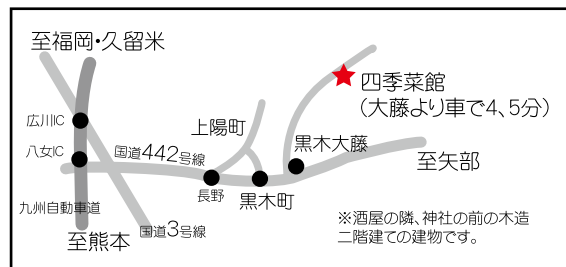 至福岡・久留米
四季菜館
(大藤より車で4、5分)
広川IC
上陽町
八女IC
国道442号線
黒木大藤
至矢部
長野
黒木町
九州自動車道
至熊本
国道3号線
※酒屋の隣、神社の前の木造
二階建ての建物です。